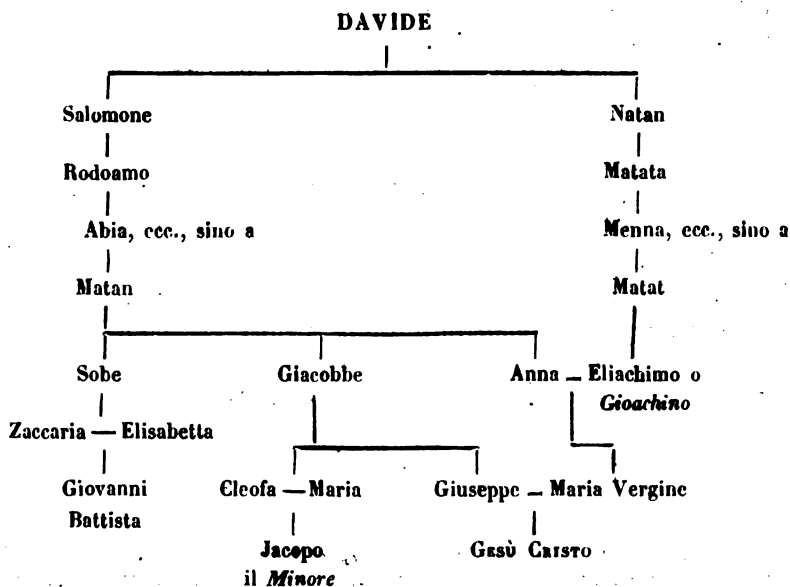 DAVIDE
Salomone Natan
Rodoamo Matata
Abia, ecc., sino a Menna, ecc., sino a
Matan Matat
Sobe Giacobbe Anna — Eliachimo o
Gioachino
Zaccaria — Elisabetta
Giovanni Cleofa — Maria Giuseppe — Maria Vergine
Battista
Jacopo GESÙ CRISTO
il Minore